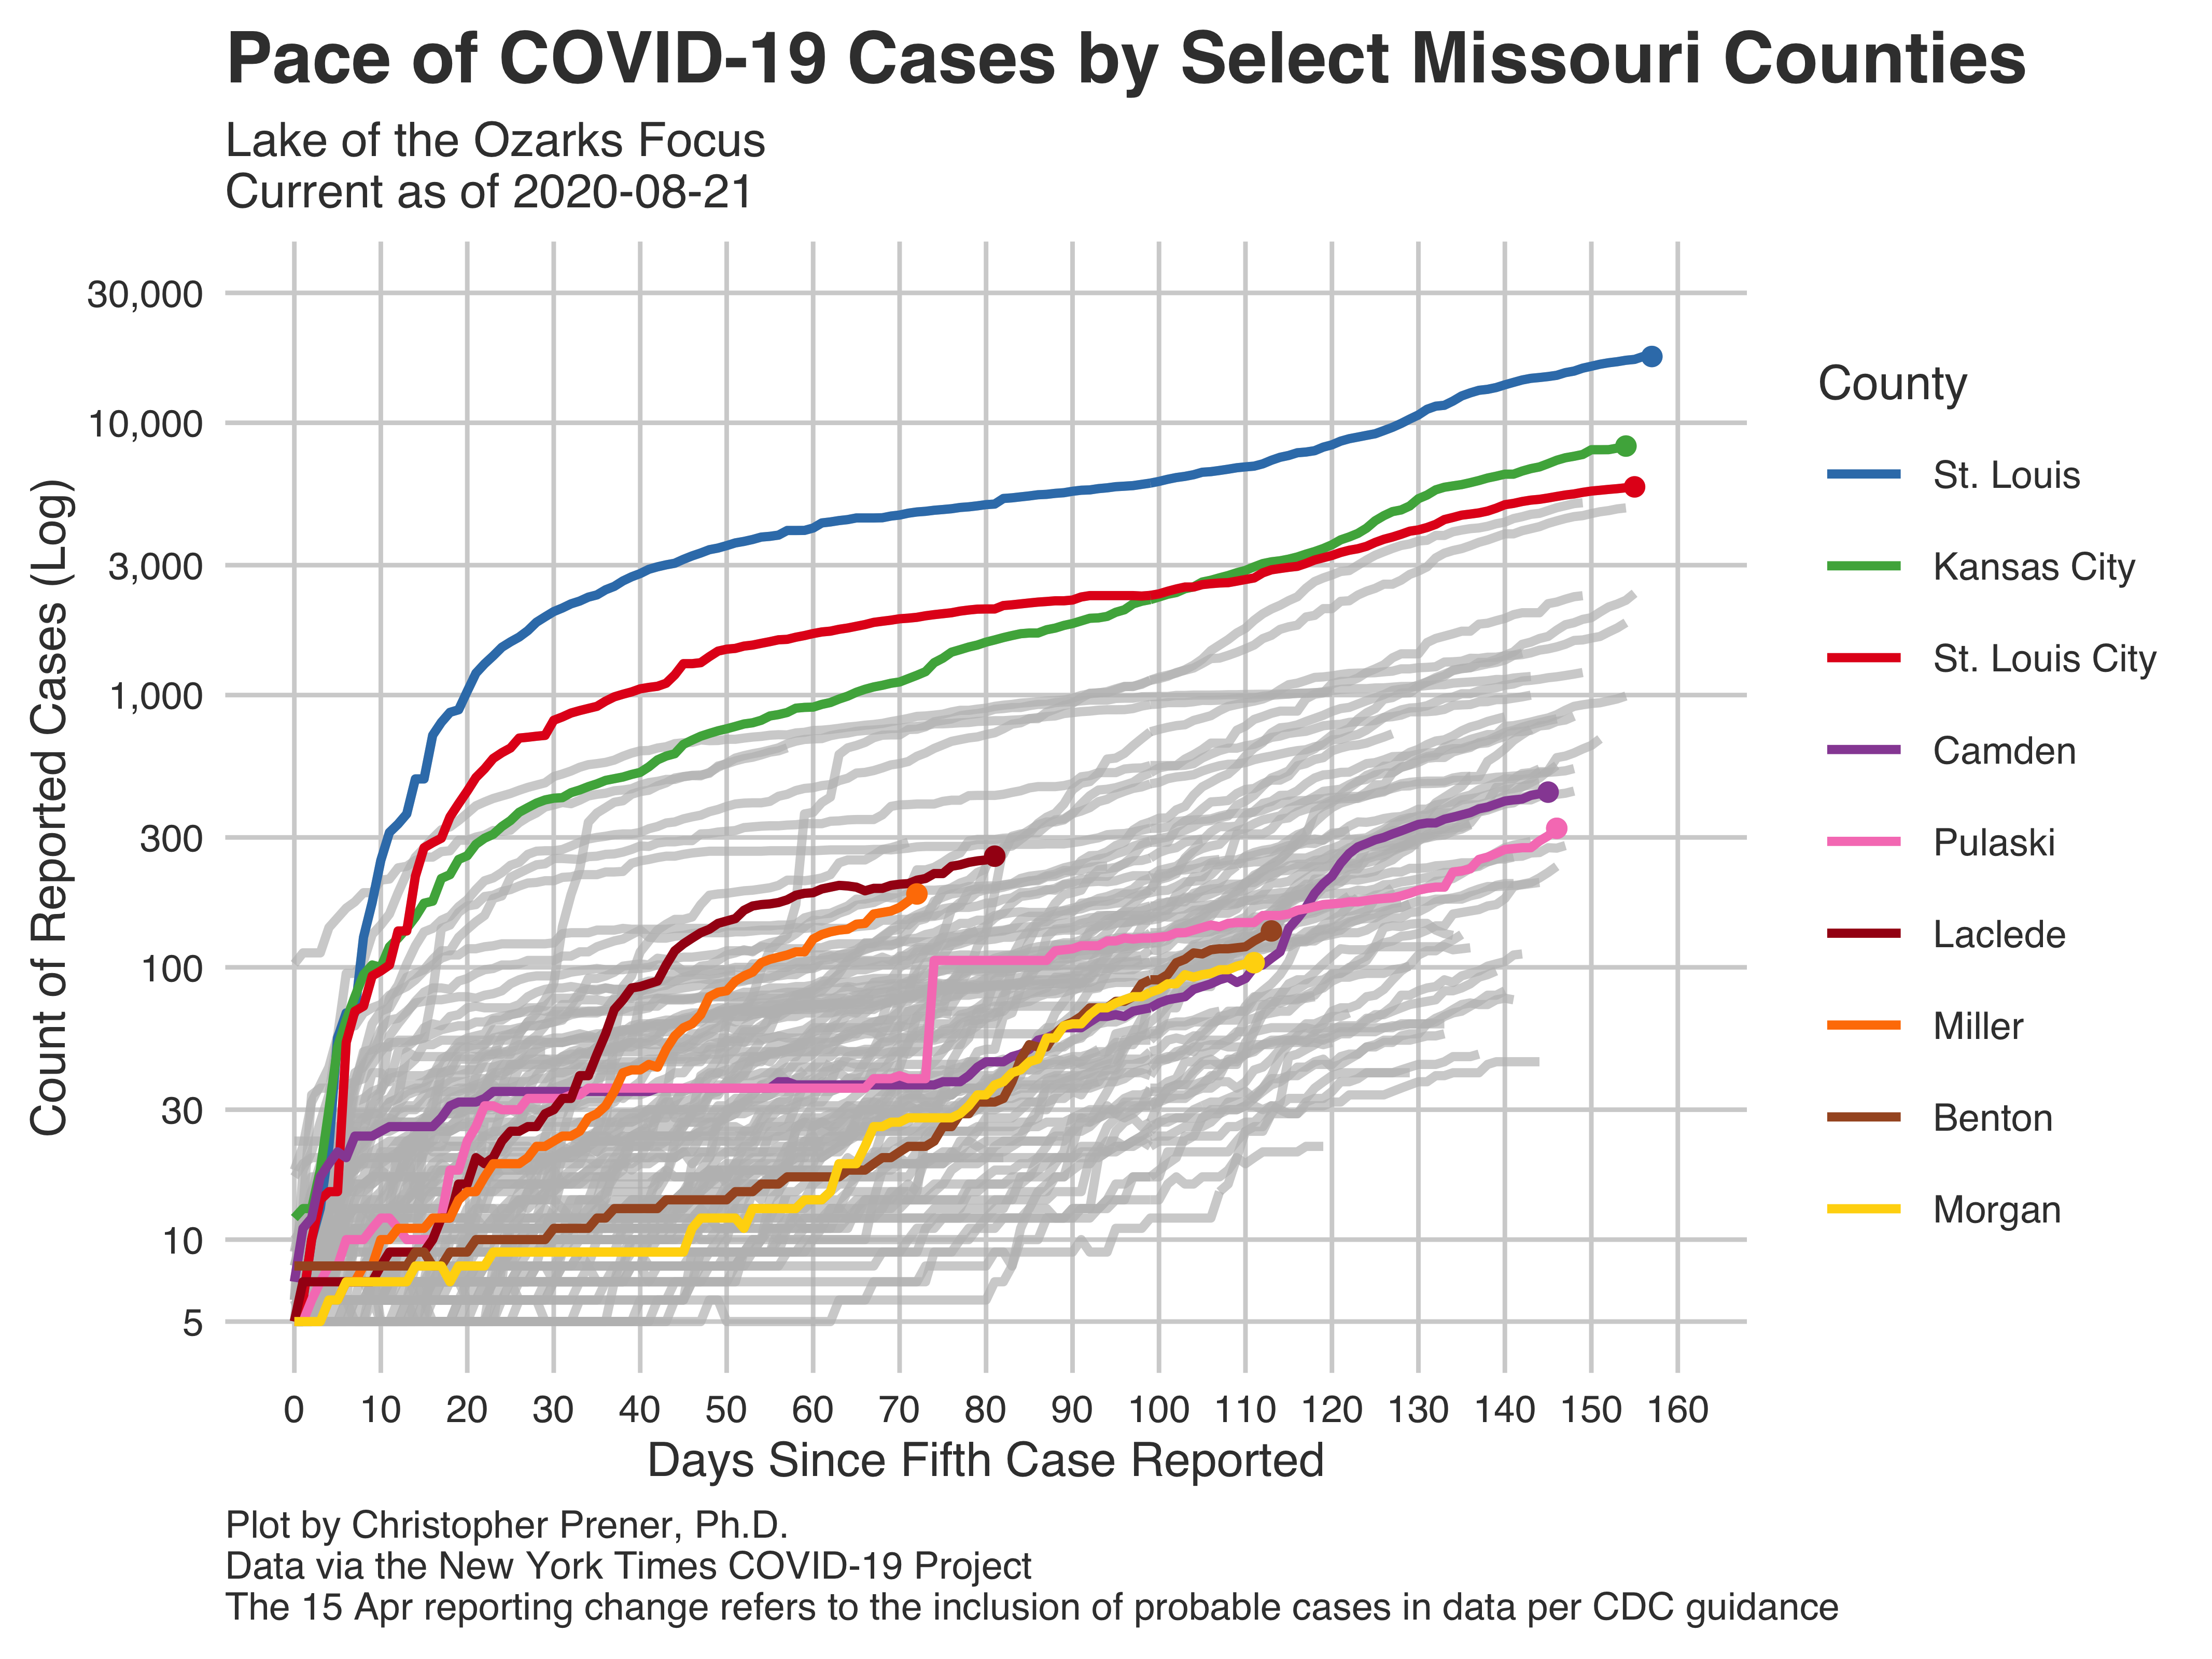 Pace of COVID-19 Cases by Select Missouri Counties
Lake of the Ozarks Focus
Current as of 2020-08-21
Count of Reported Cases (Log)
30,000
10,000
3,000
1,000
300
100
30
10
5
0 10 20 30 40 50 60 70 80 90 100 110 120 130 140 150 160
Days Since Fifth Case Reported
County
St. Louis
Kansas City
St. Louis City
Camden
Pulaski
Laclede
Miller
Benton
Morgan
Plot by Christopher Prener, Ph.D.
Data via the New York Times COVID-19 Project
The 15 Apr reporting change refers to the inclusion of probable cases in data per CDC guidance